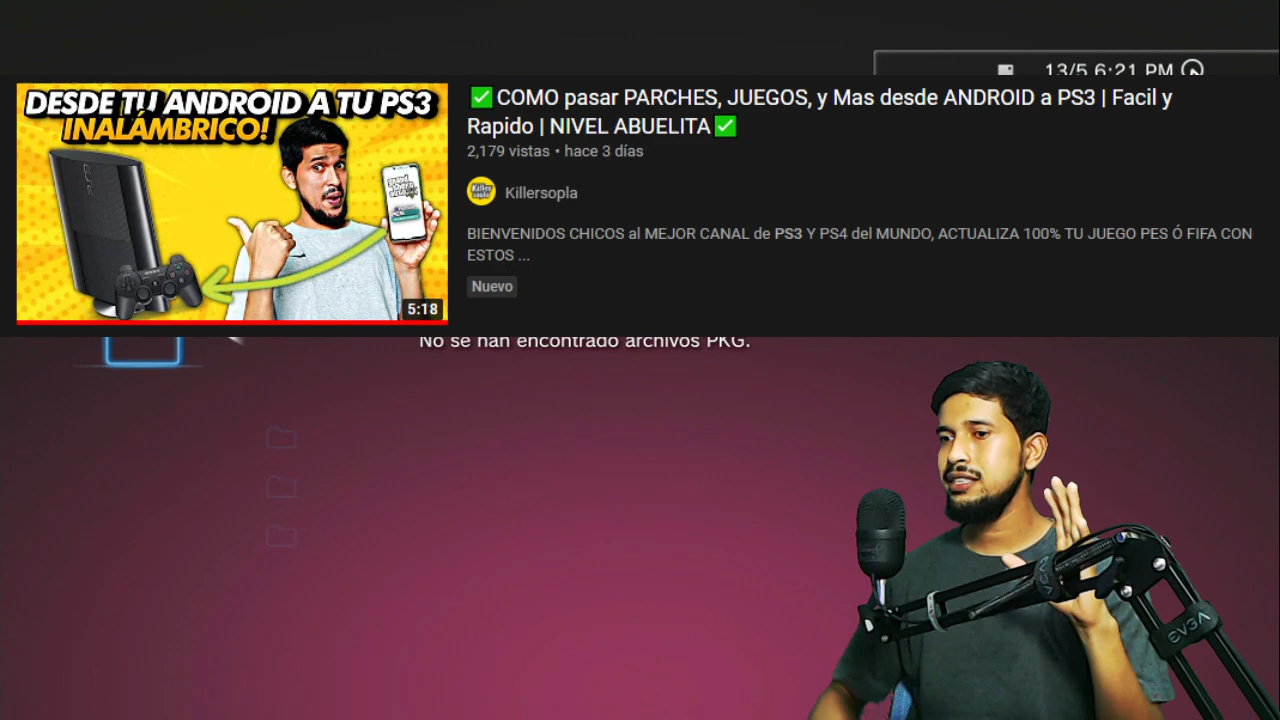 13/5 6:21 PM
DESDE TU ANDROID A TU PS3
INALÁMBRICO!
5:18
✅COMO pasar PARCHES, JUEGOS, y Mas desde ANDROID a PS3 | Facil y
Rapido | NIVEL ABUELITA✅
2,179 vistas • hace 3 días
Killer
sopla
Killersopla
BIENVENIDOS CHICOS al MEJOR CANAL de PS3 Y PS4 del MUNDO, ACTUALIZA 100% TU JUEGO PES Ó FIFA CON
ESTOS ...
Nuevo
No se han encontrado archivos PKG.
EVGA
EVGA